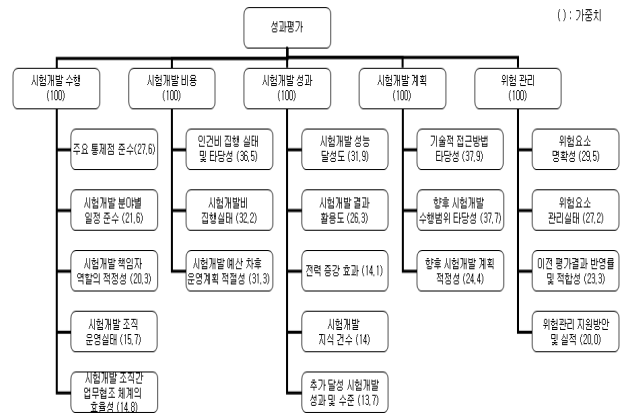 ( ) : 가중치
성과평가
시험개발 수행
(100)
주요 통제점 준수(27,6)
시험개발 분야별
일정 준수 (21,6)
시험개발 책임자
역할의 적정성 (20,3)
시험개발 조직
운영실태 (15,7)
시험개발 조직간
업무협조 체계의
효율성 (14,8)
시험개발 비용
(100)
인건비 집행 실태
및 타당성 (36,5)
시험개발비
집행실태 (32,2)
시험개발 예산 차후
운영계획 적절성 (31,3)
시험개발 성과
(100)
시험개발 성능
달성도 (31,9)
시험개발 결과
활용도 (26,3)
전력 증강 효과 (14,1)
시험개발
지식 건수 (14)
추가 달성 시험개발
성과 및 수준 (13,7)
시험개발 계획
(100)
기술적 접근방법
타당성 (37,9)
향후 시험개발
수행범위 타당성 (37,7)
향후 시험개발 계획
적정성 (24,4)
위험 관리
(100)
위험요소
명확성 (29,5)
위험요소
관리실태 (27,2)
이전 평가결과 반영률
및 적합성 (23,3)
위험관리 지원방안
및 실적 (20,0)